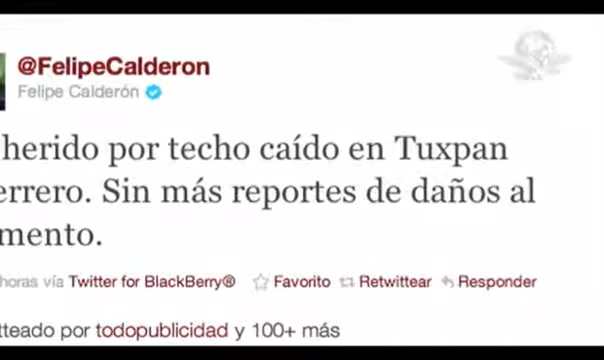 @FelipeCalderon
Felipe Calderón
herido por techo caído en Tuxpan
errero. Sin más reportes de daños al
mento.
horas vía Twitter for BlackBerry® Favorito Retwittear Responder
tteado por todopublicidad y 100+ más